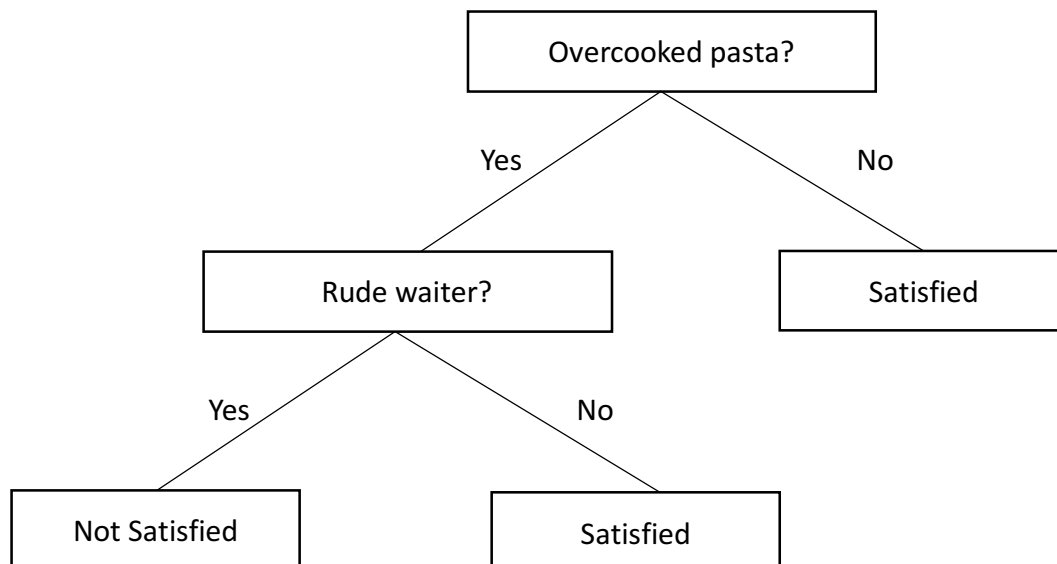 Overcooked pasta?
Yes
No
Rude waiter?
Satisfied
Yes
No
Not Satisfied
Satisfied